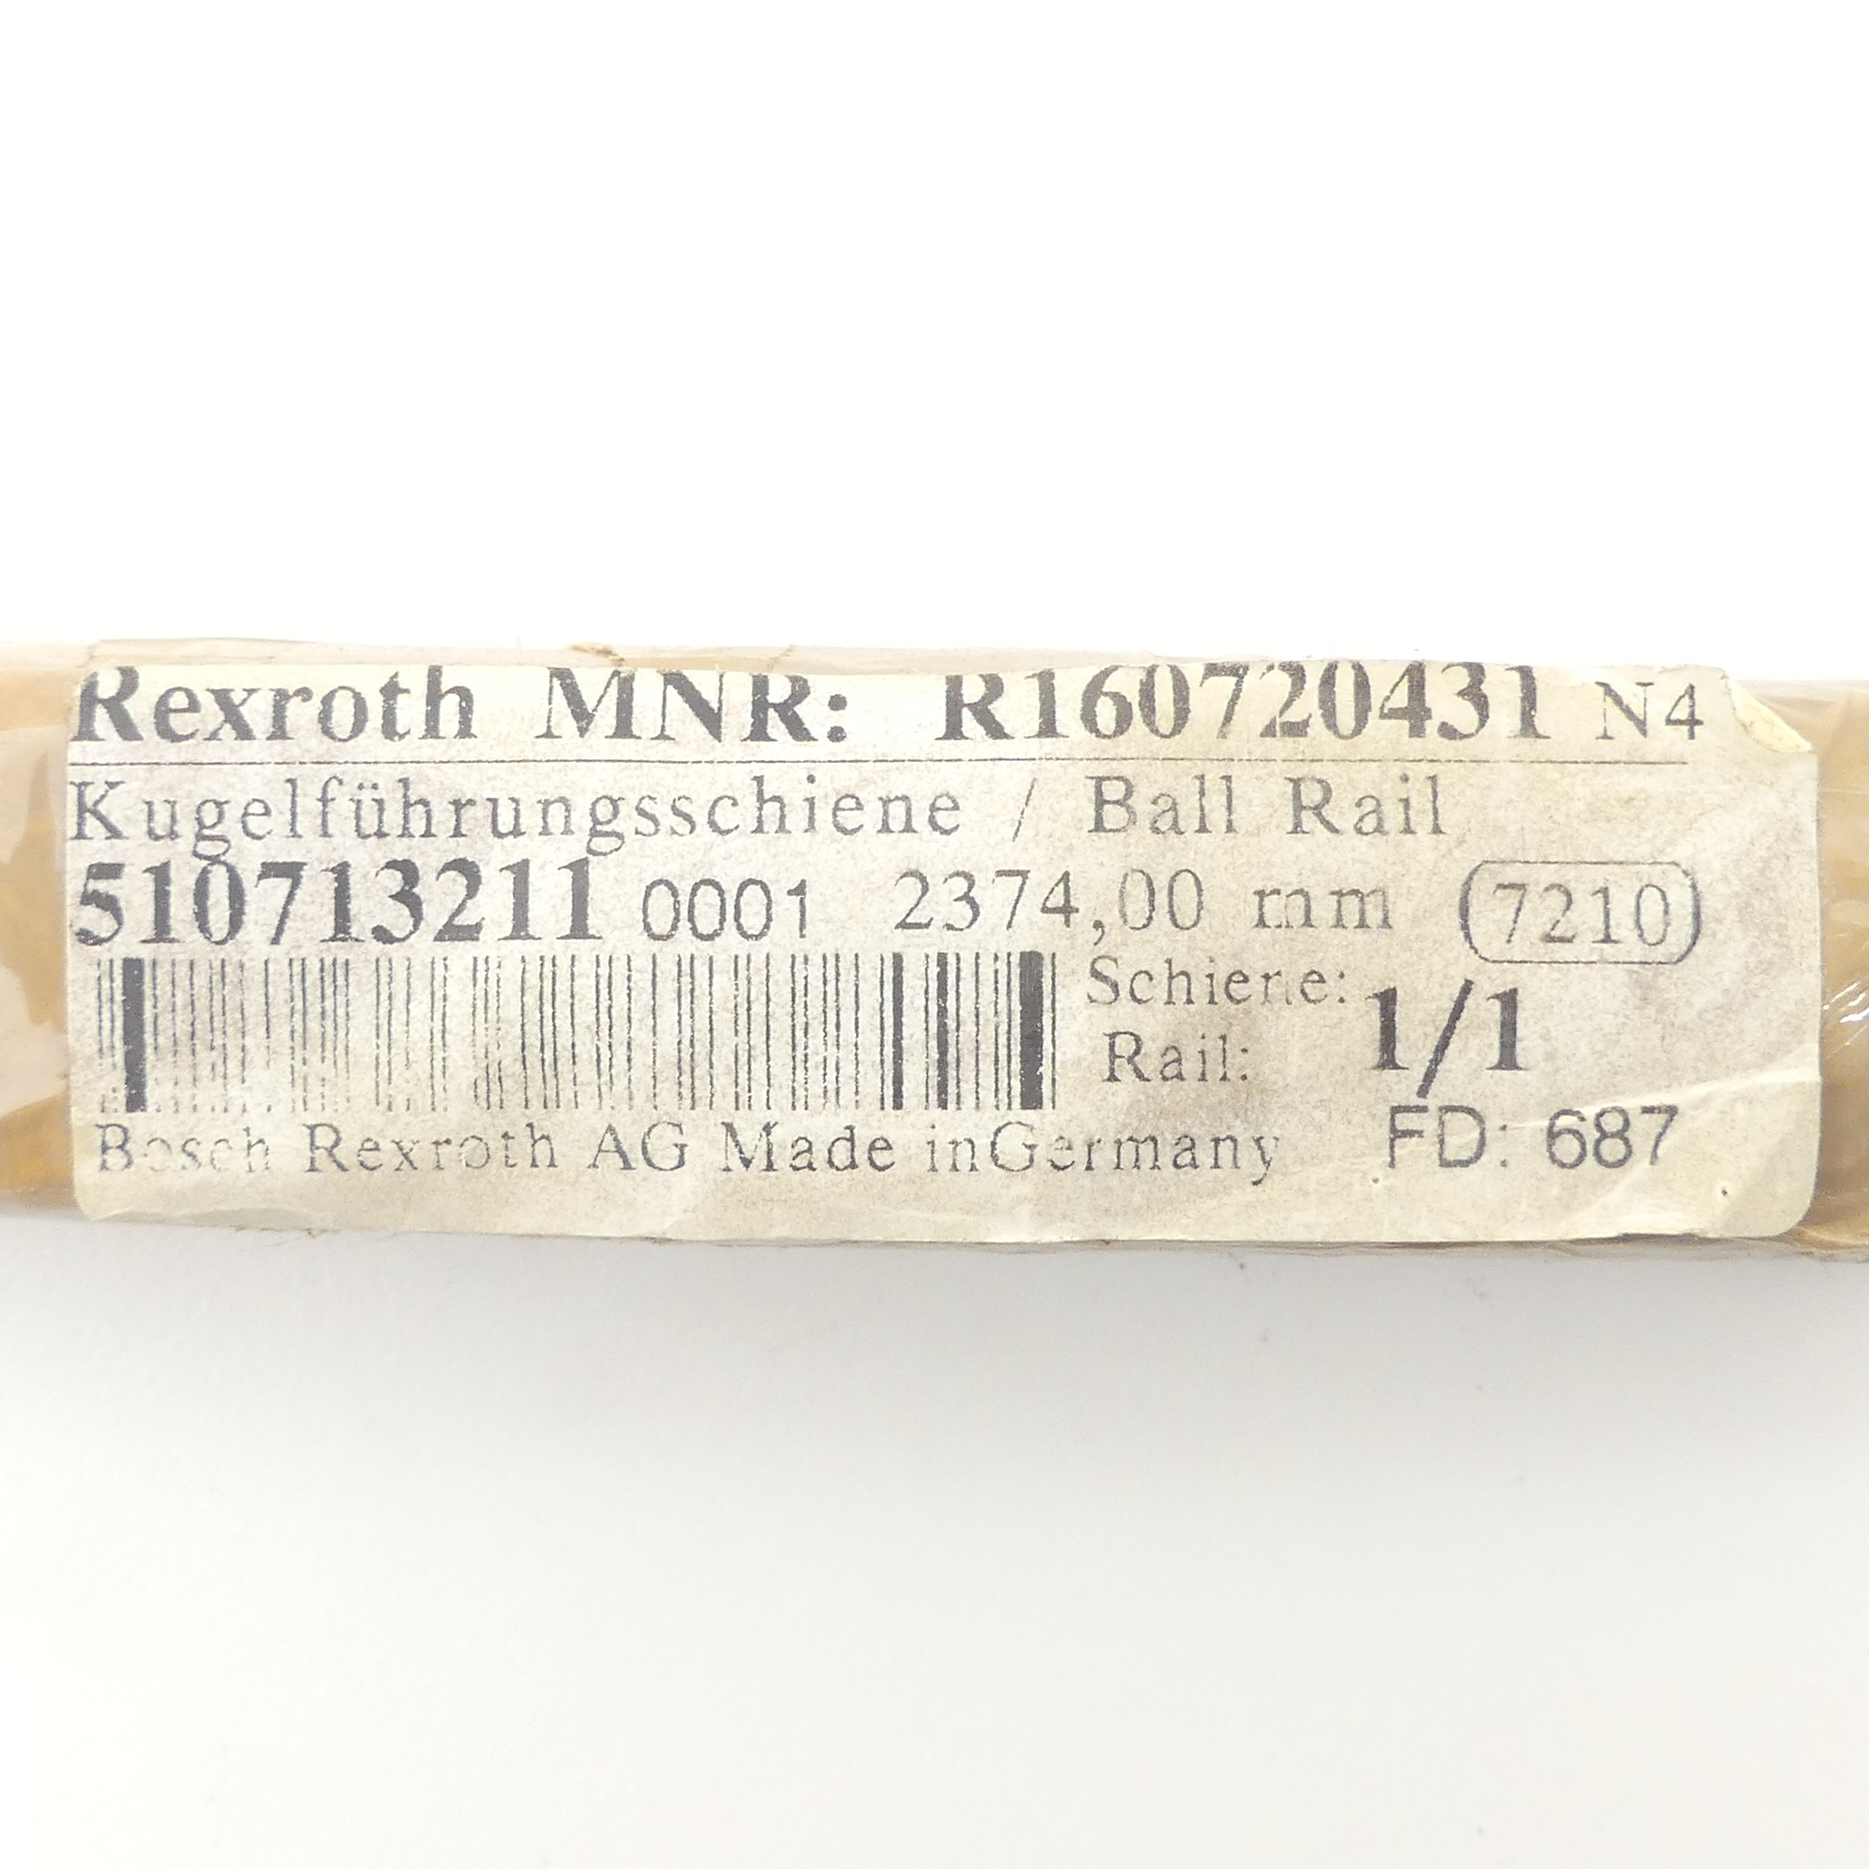 Rexroth MNR: R160720431 N4
Kugelführungsschiene / Ball Rail
510713211 0001 2374,00 mm 7210
Schiene: 1/1
Rail:
Bosch Rexroth AG Made inGermany FD: 687